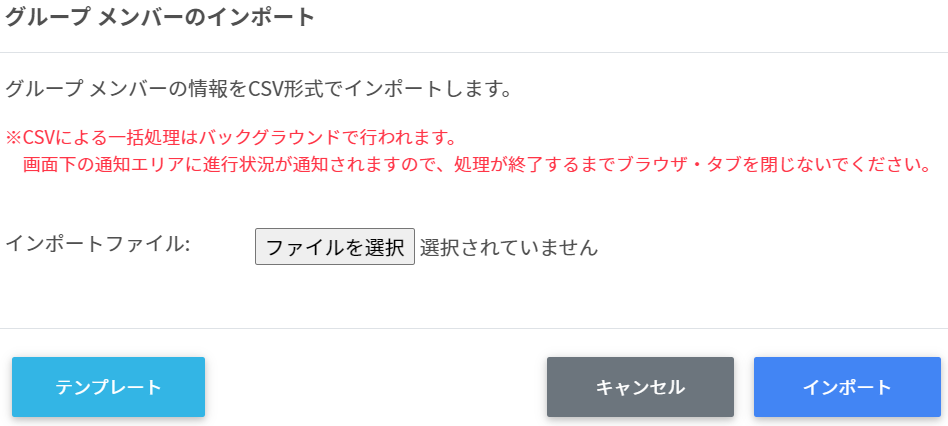 グループ メンバーのインポート
グループ メンバーの情報をCSV形式でインポートします。
※CSVによる一括処理はバックグラウンドで行われます。
画面下の通知エリアに進行状況が通知されますので、処理が終了するまでブラウザ・タブを閉じないでください。
インポートファイル: ファイルを選択 選択されていません
テンプレート キャンセル インポート